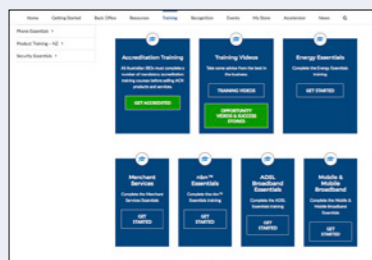 Home Getting Started Back Office Resources Training Recognition Events My Store Accelerator News
Phone Essentials
Product Training - NZ
Security Essentials
Accreditation Training
All Australian IBOs must complete a
number of mandatory accreditation
training courses before selling ACN
products and services.
GET ACCREDITED
Training Videos
Take some advice from the best in
the business.
TRAINING VIDEOS
OPPORTUNITY
VIDEOS & SUCCESS
STORIES
Energy Essentials
Complete the Energy Essentials
training
GET STARTED
Merchant
Services
Complete the Merchant
Services Essentials
GET
STARTED
nbn™
Essentials
Complete the nbn™
Essentials training
GET
STARTED
ADSL
Broadband
Essentials
Complete the ADSL
Essentials training
GET
STARTED
Mobile &
Mobile
Broadband
Complete the Mobile &
Mobile Broadband
Essentials
GET
STARTED